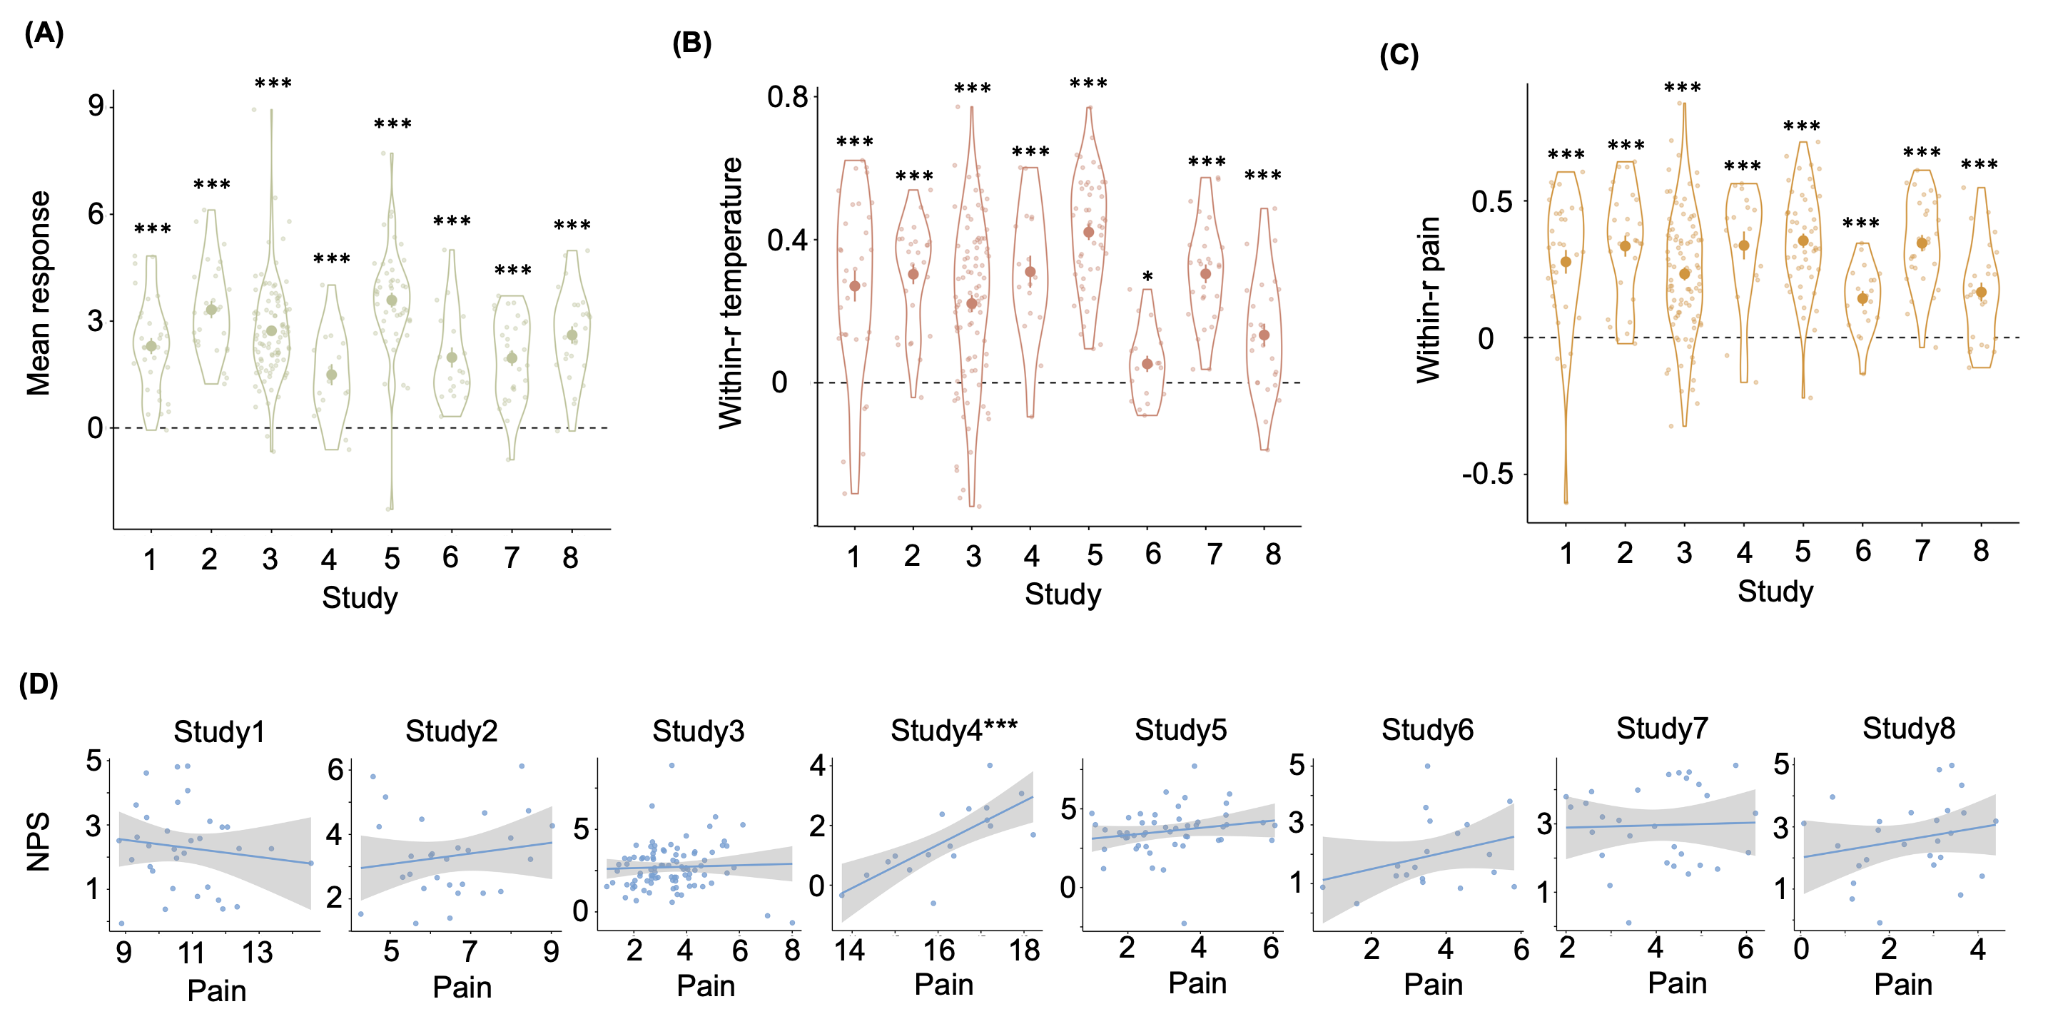 (A)
Mean response
9
6
3
0
***
***
***
***
***
***
***
***
1 2 3 4 5 6 7 8
Study
(B)
Within-r temperature
0.8
0.4
0
***
***
***
***
***
*
***
***
1 2 3 4 5 6 7 8
Study
(C)
Within-r pain
0.5
0
-0.5
***
***
***
***
***
***
***
***
1 2 3 4 5 6 7 8
Study
(D)
NPS
Study1
5
3
1
9 11 13
Pain
Study2
6
4
2
5 7 9
Pain
Study3
5
0
2 4 6 8
Pain
Study4***
4
2
0
14 16 18
Pain
Study5
5
0
2 4 6
Pain
Study6
5
3
1
2 4 6
Pain
Study7
3
1
2 4 6
Pain
Study8
5
3
1
0 2 4
Pain